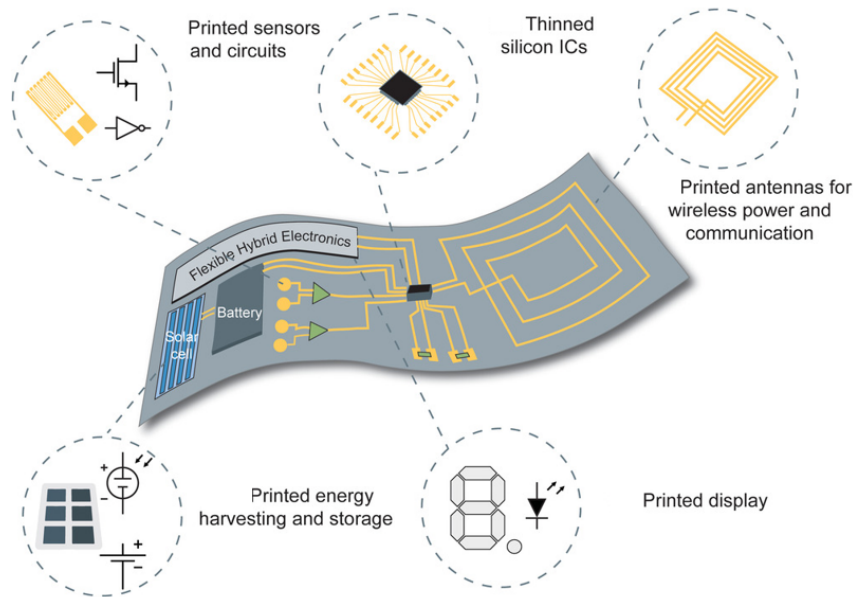 Printed sensors
and circuits
Thinned
silicon ICs
Printed antennas for
wireless power and
communication
Flexible Hybrid Electronics
Battery
Solar
cell
+
-
+
-
Printed energy
harvesting and storage
Printed display